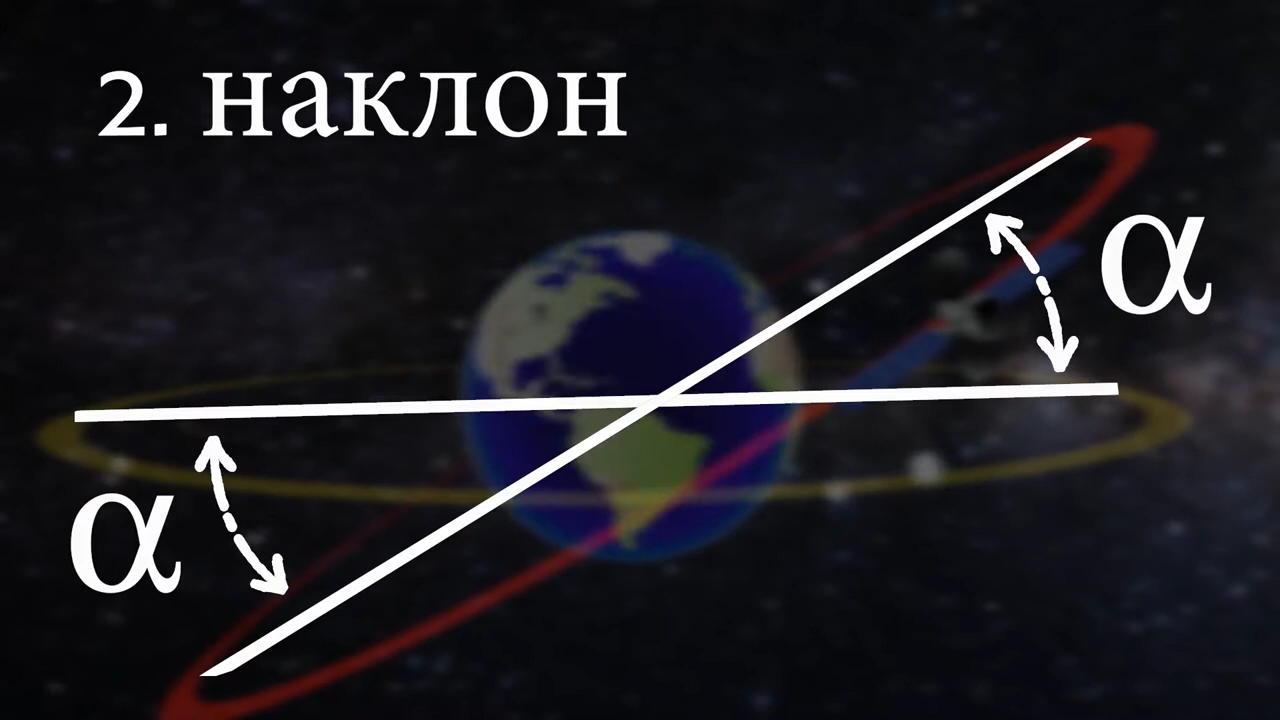 2. наклон
α
α